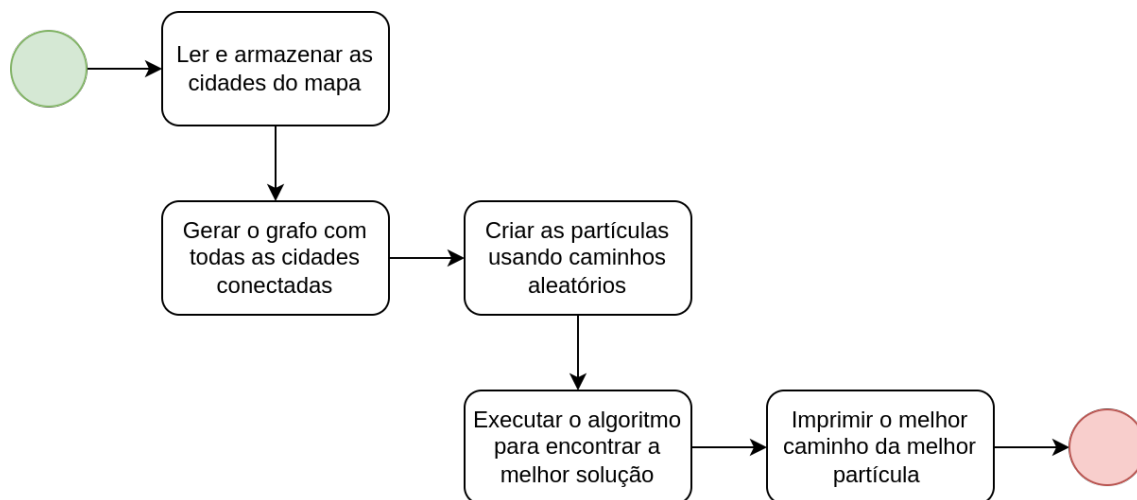 Ler e armazenar as
cidades do mapa
Gerar o grafo com
todas as cidades
conectadas
Criar as partículas
usando caminhos
aleatórios
Executar o algoritmo
para encontrar a
melhor solução
Imprimir o melhor
caminho da melhor
partícula